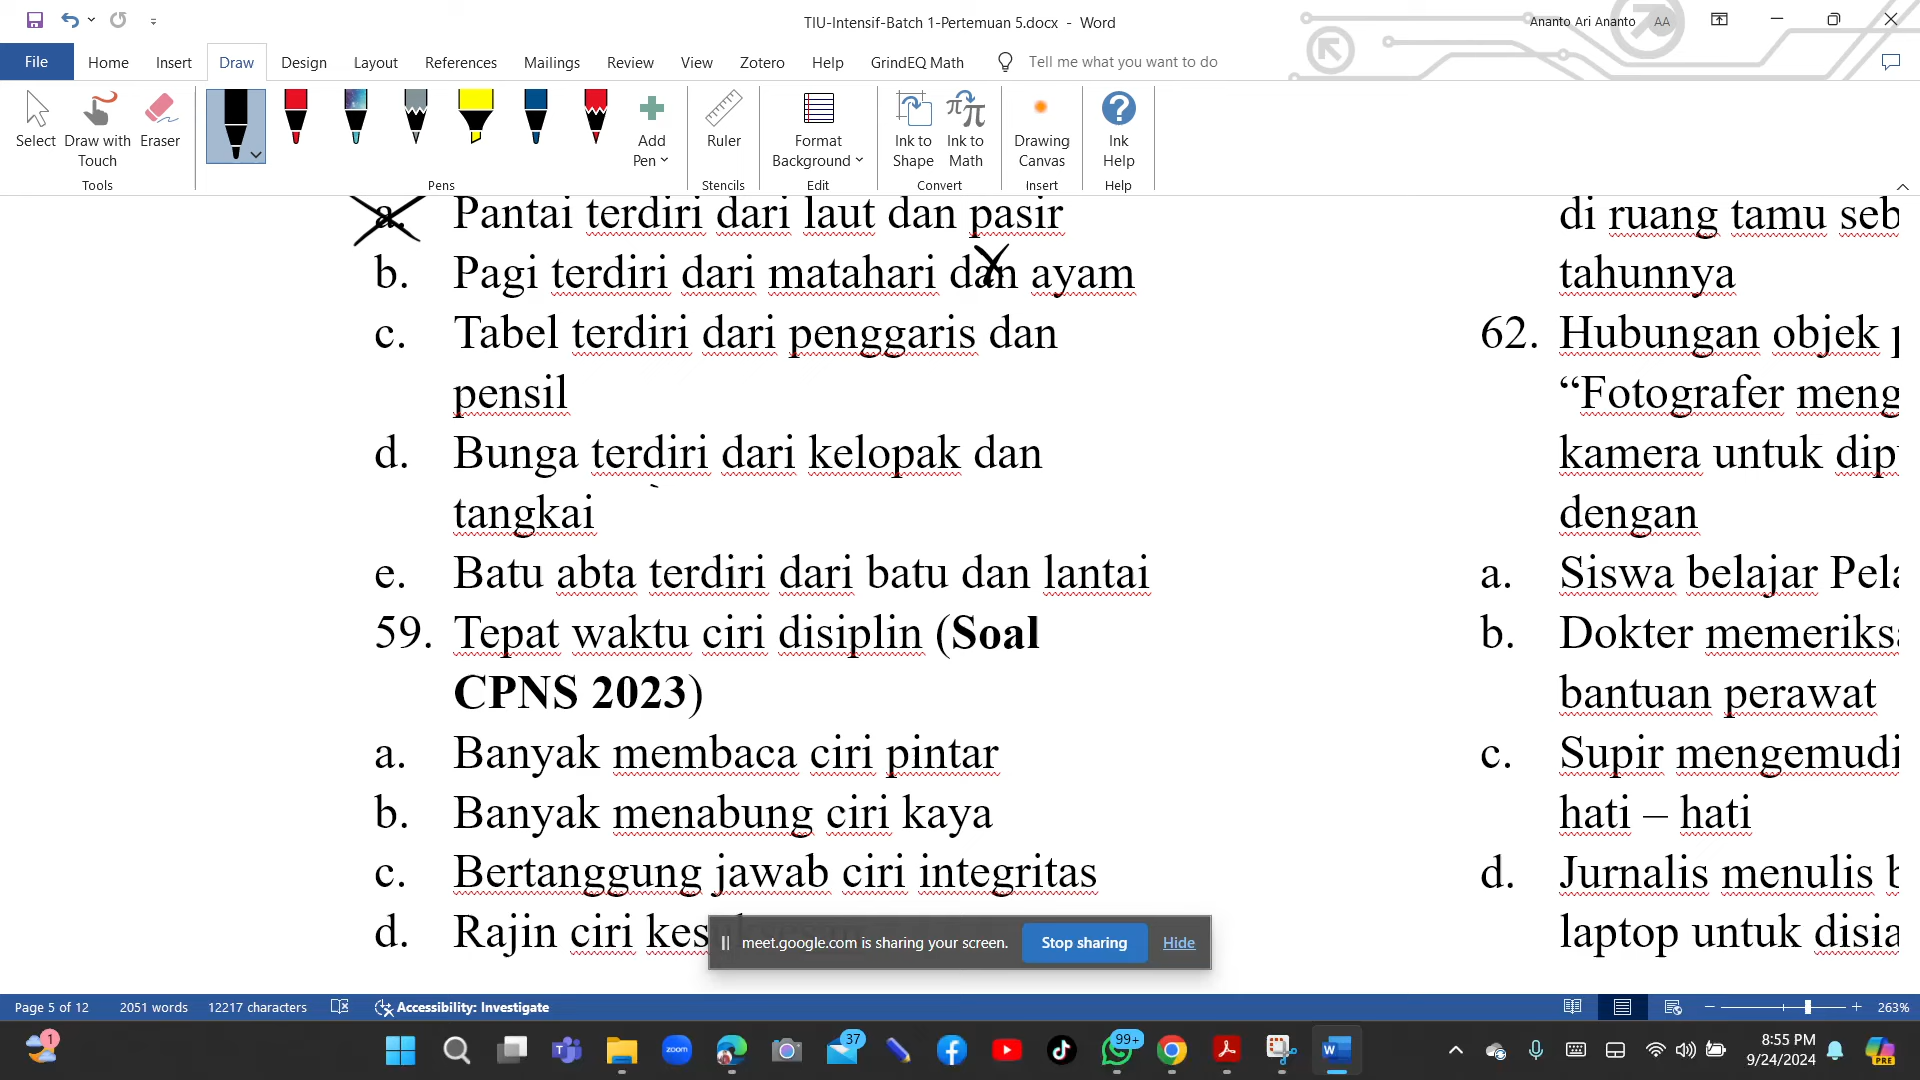 TIU-Intensif-Batch 1-Pertemuan 5.docx - Word
Ananto Ari Ananto
AA
File
Home
Insert
Draw
Design
Layout
References
Mailings
Review
View
Zotero
Help
GrindEQ Math
Tell me what you want to do
Select
Draw with
Touch
Eraser
Add
Pen
Ruler
Format
Background
Ink to
Shape
Ink to
Math
Drawing
Canvas
Ink
Help
Tools
Pens
Stencils
Edit
Convert
Insert
Help
a. Pantai terdiri dari laut dan pasir
b. Pagi terdiri dari matahari dan ayam
c. Tabel terdiri dari penggaris dan
pensil
d. Bunga terdiri dari kelopak dan
tangkai
e. Batu abta terdiri dari batu dan lantai
59. Tepat waktu ciri disiplin (Soal
CPNS 2023)
a. Banyak membaca ciri pintar
b. Banyak menabung ciri kaya
c. Bertanggung jawab ciri integritas
d. Rajin ciri
di ruang tamu seb
tahunnya
62. Hubungan objek
“Fotografer meng
kamera untuk dip
dengan
a. Siswa belajar Pela
b. Dokter memeriksa
bantuan perawat
c. Supir mengemudi
hati – hati
d. Jurnalis menulis b
laptop untuk disia
meet.google.com is sharing your screen.
Stop sharing
Hide
Page 5 of 12
2051 words
12217 characters
Accessibility: Investigate
263%
1
zoom
37
99+
8:55 PM
9/24/2024
PRE